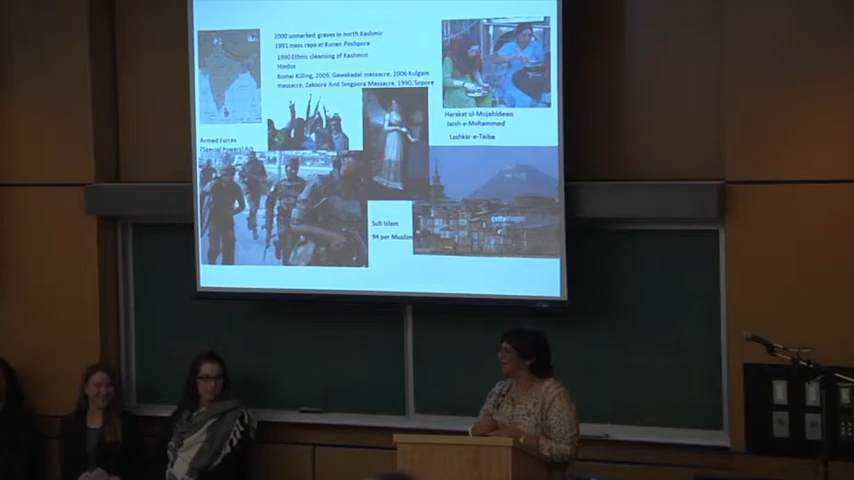 2000 unmarked graves in north Kashmir
1991 mass rape at Kunan Poshpora
1990 Ethnic cleansing of Kashmiri
Hindus
Bomai Killing, 2009, Gawakadal massacre, 2006 Kulgam
massacre, Zakoora And Tengpora Massacre, 1990, Sopore
Harekat ul-Mujahideen
Jaish-e-Mohammed
Lashkar-e-Taiba
Armed Forces
(Special Powers) Act
Sufi Islam
94 per Muslim